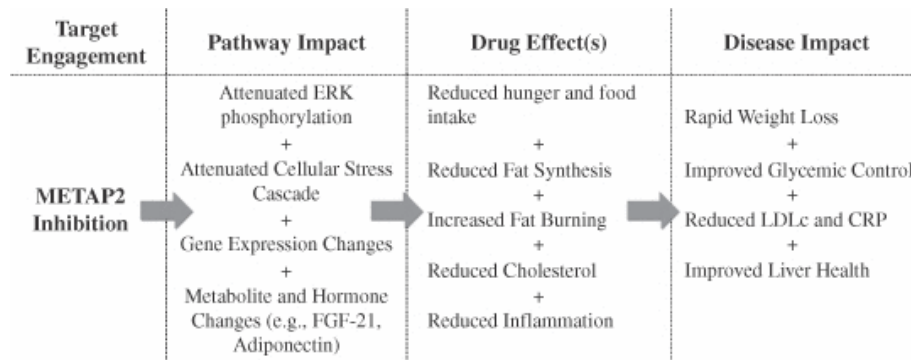 Target
Engagement
Pathway Impact
Drug Effect(s)
Disease Impact
METAP2
Inhibition
Attenuated ERK
phosphorylation
+
Attenuated Cellular Stress
Cascade
+
Gene Expression Changes
+
Metabolite and Hormone
Changes (e.g., FGF-21,
Adiponectin)
Reduced hunger and food
intake
+
Reduced Fat Synthesis
+
Increased Fat Burning
+
Reduced Cholesterol
+
Reduced Inflammation
Rapid Weight Loss
+
Improved Glycemic Control
+
Reduced LDLc and CRP
+
Improved Liver Health